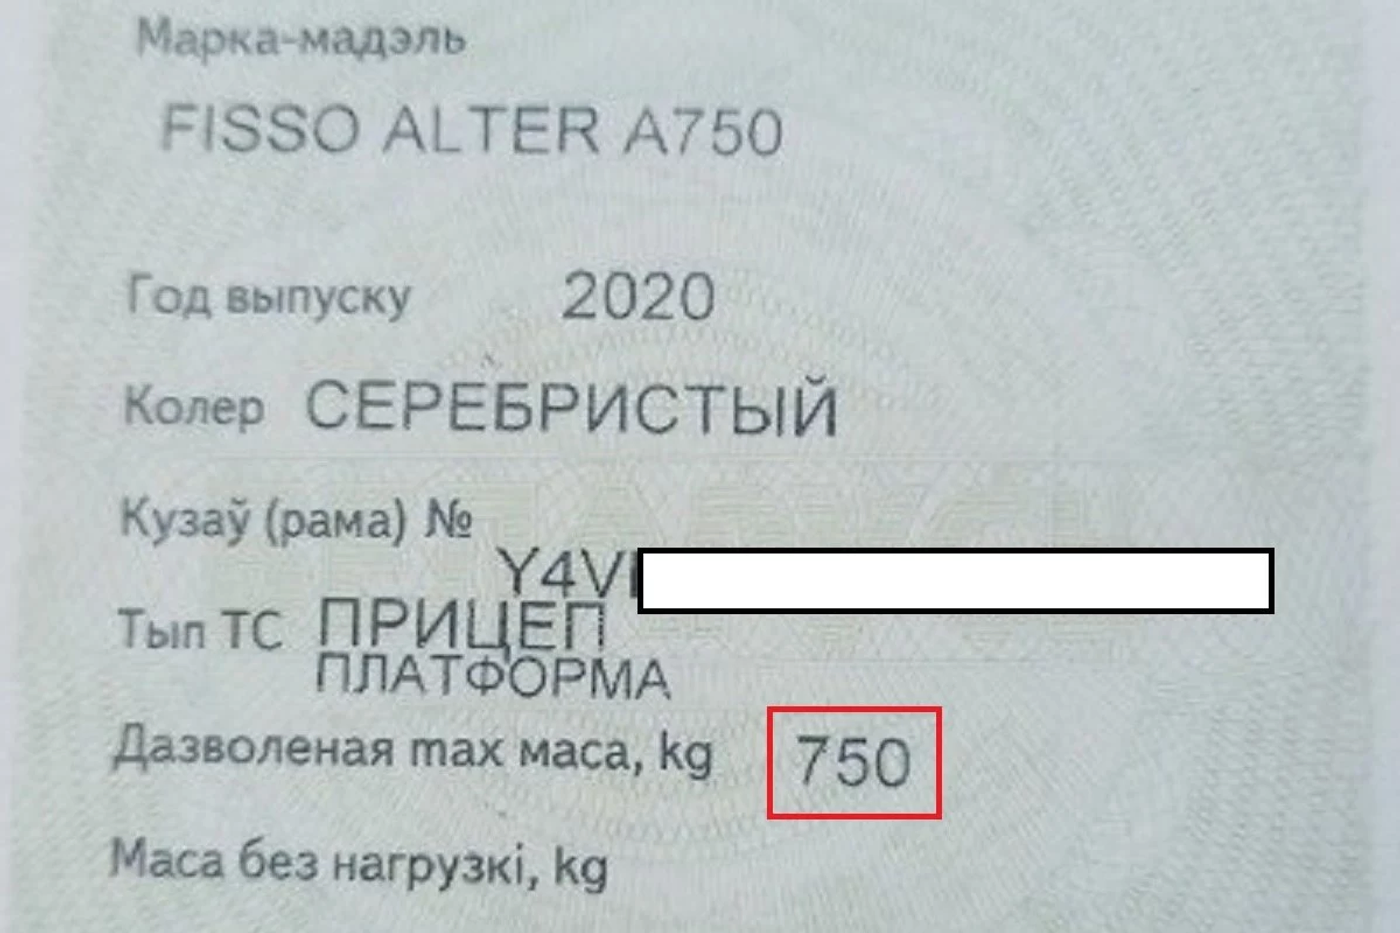 Марка-мадэль
FISSO ALTER A750
Год выпуску 2020
Колер СЕРЕБРИСТЫЙ
Кузаў (рама) №
Y4V
Тып ТС ПРИЦЕП
ПЛАТФОРМА
Дазволеная max маса, kg 750
Маса без нагрузкі, kg